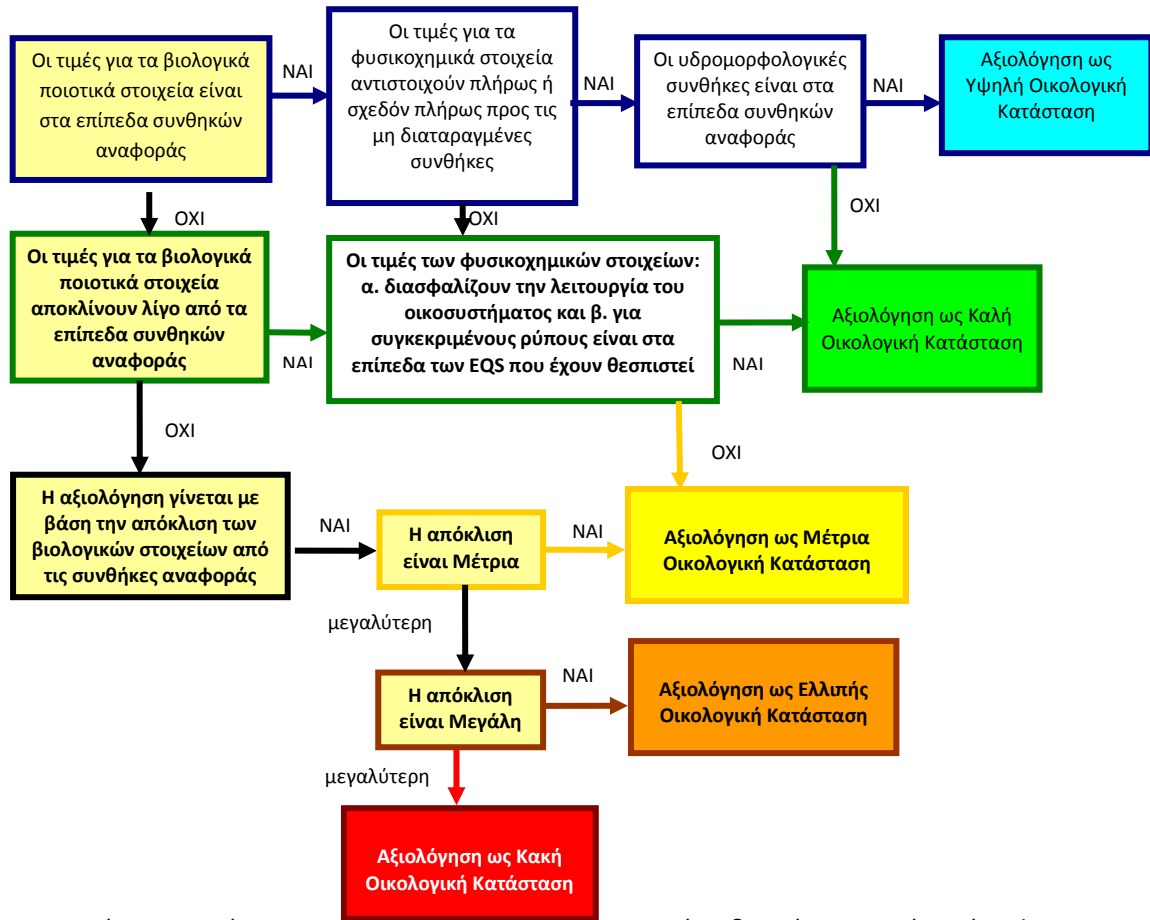 Οι τιμές για τα βιολογικά
ποιοτικά στοιχεία είναι
στα επίπεδα συνθηκών
αναφοράς
ΝΑΙ
Οι τιμές για τα
φυσικοχημικά στοιχεία
αντιστοιχούν πλήρως ή
σχεδόν πλήρως προς τις
μη διαταραγμένες
συνθήκες
ΝΑΙ
Οι υδρομορφολογικές
συνθήκες είναι στα
επίπεδα συνθηκών
αναφοράς
ΝΑΙ
Αξιολόγηση ως
Υψηλή Οικολογική
Κατάσταση
ΟΧΙ
ΟΧΙ
ΟΧΙ
Οι τιμές για τα βιολογικά
ποιοτικά στοιχεία
αποκλίνουν λίγο από τα
επίπεδα συνθηκών
αναφοράς
ΝΑΙ
Οι τιμές των φυσικοχημικών στοιχείων:
α. διασφαλίζουν την λειτουργία του
οικοσυστήματος και β. για
συγκεκριμένους ρύπους είναι στα
επίπεδα των EQS που έχουν θεσπιστεί
ΝΑΙ
Αξιολόγηση ως Καλή
Οικολογική Κατάσταση
ΟΧΙ
ΟΧΙ
Η αξιολόγηση γίνεται με
βάση την απόκλιση των
βιολογικών στοιχείων από
τις συνθήκες αναφοράς
ΝΑΙ
Η απόκλιση
είναι Μέτρια
ΝΑΙ
Αξιολόγηση ως Μέτρια
Οικολογική Κατάσταση
μεγαλύτερη
Η απόκλιση
είναι Μεγάλη
ΝΑΙ
Αξιολόγηση ως Ελλιπής
Οικολογική Κατάσταση
μεγαλύτερη
Αξιολόγηση ως Κακή
Οικολογική Κατάσταση